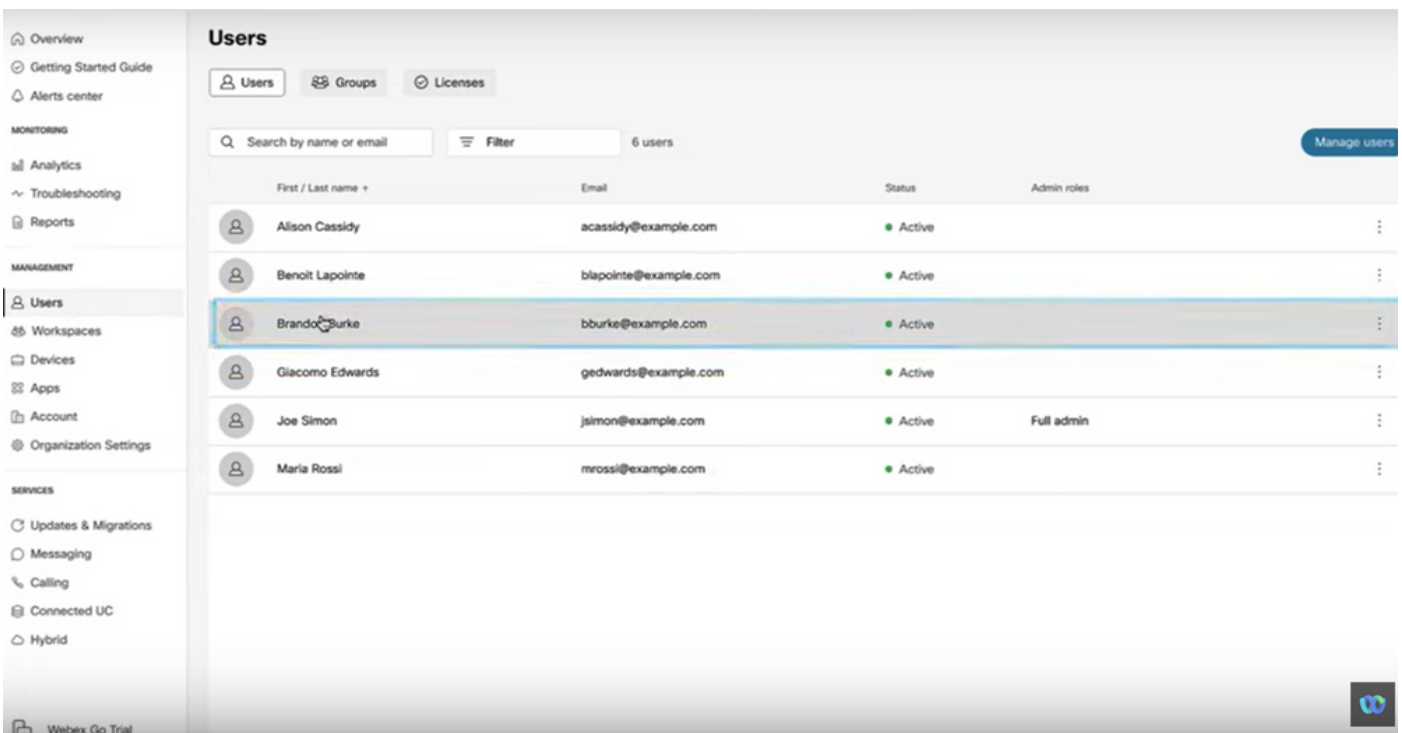 Overview
Getting Started Guide
Alerts center
MONITORING
Analytics
Troubleshooting
Reports
MANAGEMENT
Users
Workspaces
Devices
Apps
Account
Organization Settings
SERVICES
Updates & Migrations
Messaging
Calling
Connected UC
Hybrid
Webex Go Trial
Users
Users Groups Licenses
Search by name or email Filter 6 users Manage users
First / Last name ↑ Email Status Admin roles
Alison Cassidy acassidy@example.com Active
Benoit Lapointe blapointe@example.com Active
Brandon Burke bburke@example.com Active
Giacomo Edwards gedwards@example.com Active
Joe Simon jsimon@example.com Active Full admin
Maria Rossi mrossi@example.com Active